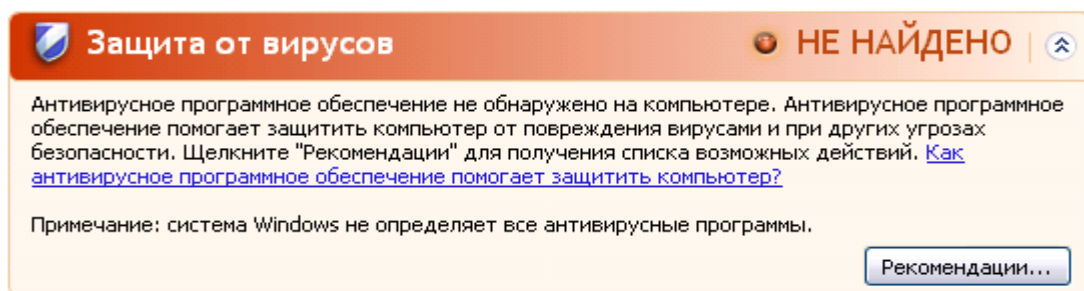 Защита от вирусов
НЕ НАЙДЕНО
Антивирусное программное обеспечение не обнаружено на компьютере. Антивирусное программное
обеспечение помогает защитить компьютер от повреждения вирусами и при других угрозах
безопасности. Щелкните "Рекомендации" для получения списка возможных действий. Как
антивирусное программное обеспечение помогает защитить компьютер?
Примечание: система Windows не определяет все антивирусные программы.
Рекомендации...